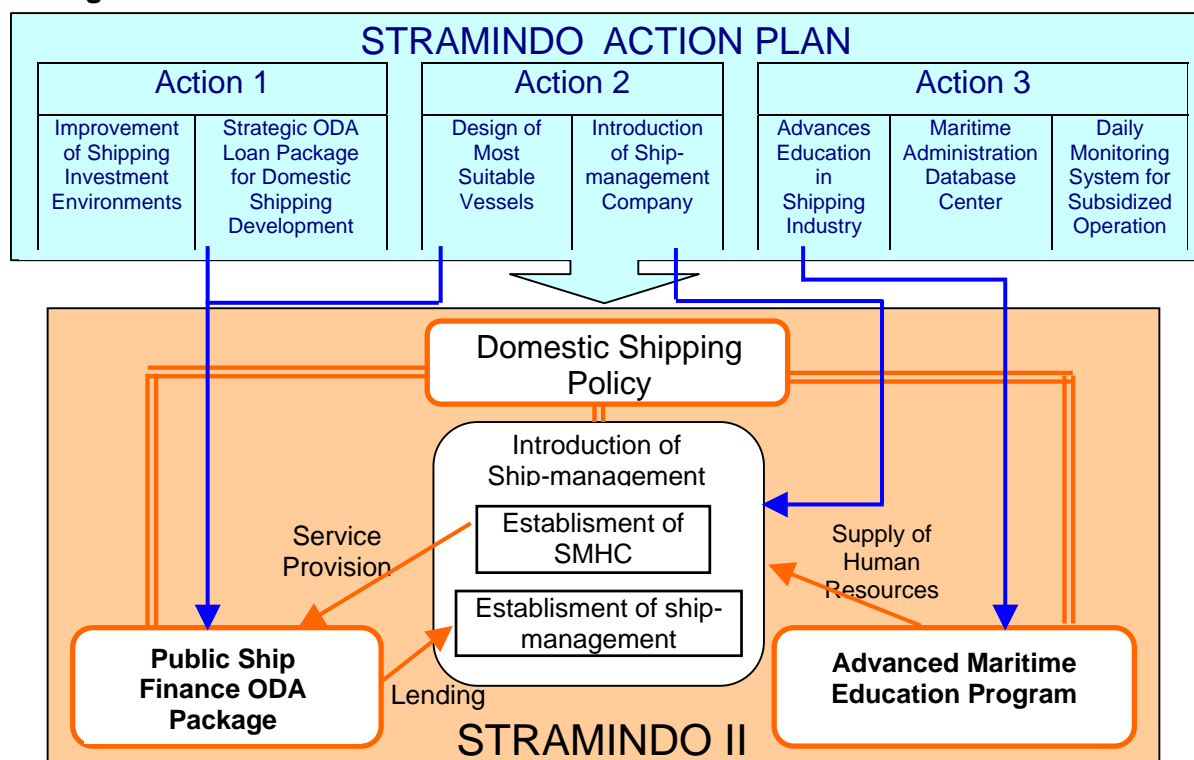 STRAMINDO ACTION PLAN
Action 1
Improvement
of Shipping
Investment
Environments
Strategic ODA
Loan Package
for Domestic
Shipping
Development
Action 2
Design of
Most
Suitable
Vessels
Introduction
of Ship-
management
Company
Action 3
Advances
Education
in
Shipping
Industry
Maritime
Administration
Database
Center
Daily
Monitoring
System for
Subsidized
Operation
Domestic Shipping
Policy
Introduction of
Ship-management
Establisment of
SMHC
Establisment of ship-
management
Service
Provision
Supply of
Human
Resources
Public Ship
Finance ODA
Package
Lending
Advanced Maritime
Education Program
STRAMINDO II